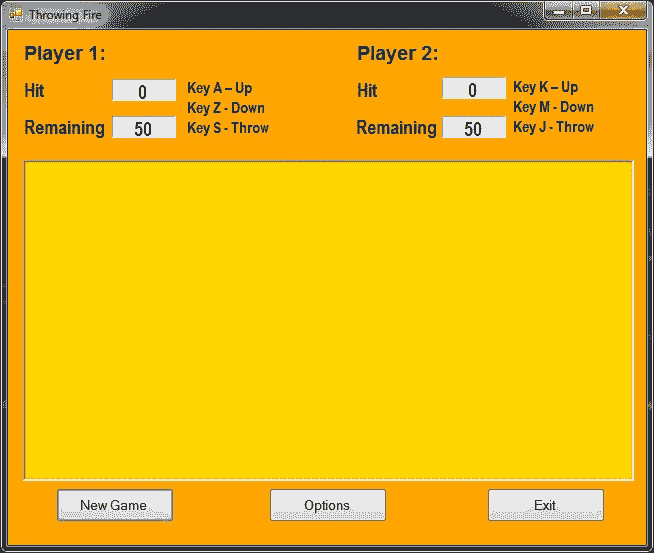 Throwing Fire
Player 1:
Hit 0
Remaining 50
Key A – Up
Key Z - Down
Key S - Throw
Player 2:
Hit 0
Remaining 50
Key K – Up
Key M - Down
Key J - Throw
New Game
Options
Exit